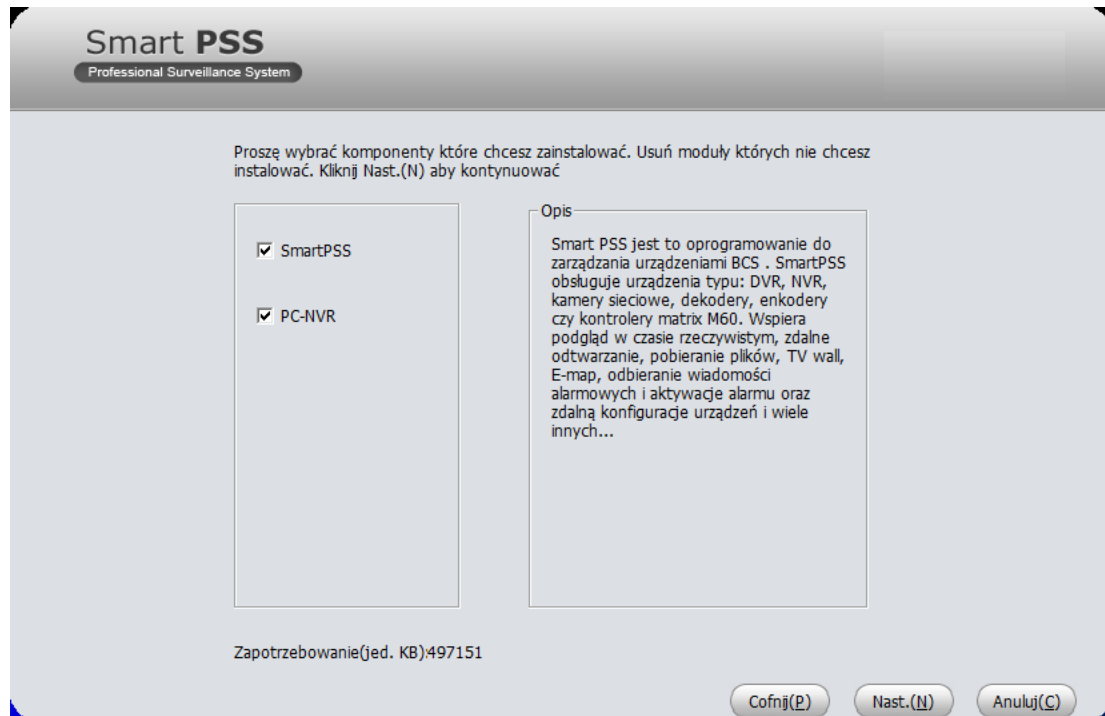 Smart PSS
Professional Surveillance System
Proszę wybrać komponenty które chcesz zainstalować. Usuń moduły których nie chcesz
instalować. Kliknij Nast.(N) aby kontynuować
SmartPSS
PC-NVR
Opis
Smart PSS jest to oprogramowanie do
zarządzania urządzeniami BCS . SmartPSS
obsługuje urządzenia typu: DVR, NVR,
kamery sieciowe, dekodery, enkodery
czy kontrolery matrix M60. Wspiera
podgląd w czasie rzeczywistym, zdalne
odtwarzanie, pobieranie plików, TV wall,
E-map, odbieranie wiadomości
alarmowych i aktywacje alarmu oraz
zdalną konfiguracje urządzeń i wiele
innych...
Zapotrzebowanie(jed. KB):497151
Cofnij(P)
Nast.(N)
Anuluj(C)